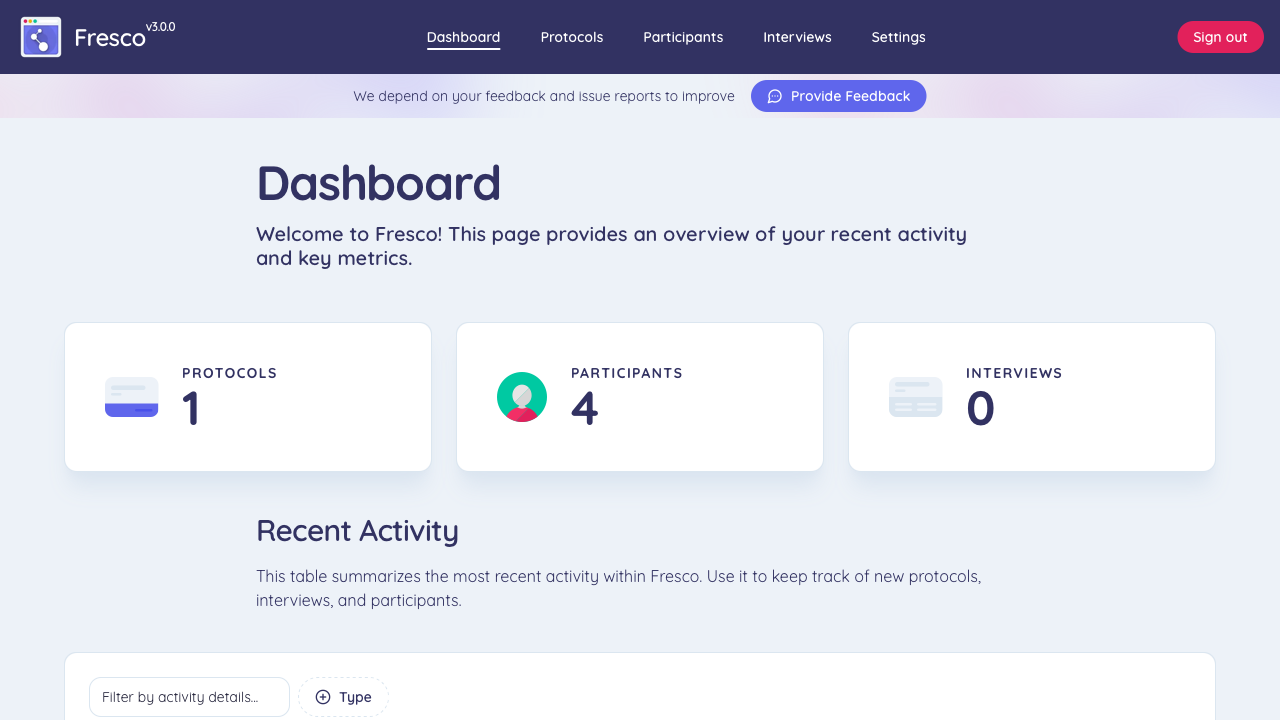 Fresco v3.0.0
Dashboard Protocols Participants Interviews Settings
Sign out
We depend on your feedback and issue reports to improve
Provide Feedback
Dashboard
Welcome to Fresco! This page provides an overview of your recent activity
and key metrics.
PROTOCOLS
1
PARTICIPANTS
4
INTERVIEWS
0
Recent Activity
This table summarizes the most recent activity within Fresco. Use it to keep track of new protocols,
interviews, and participants.
Filter by activity details...
Type